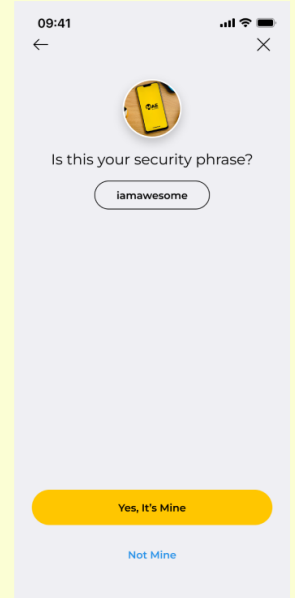 09:41
Is this your security phrase?
iamawesome
Yes, It's Mine
Not Mine